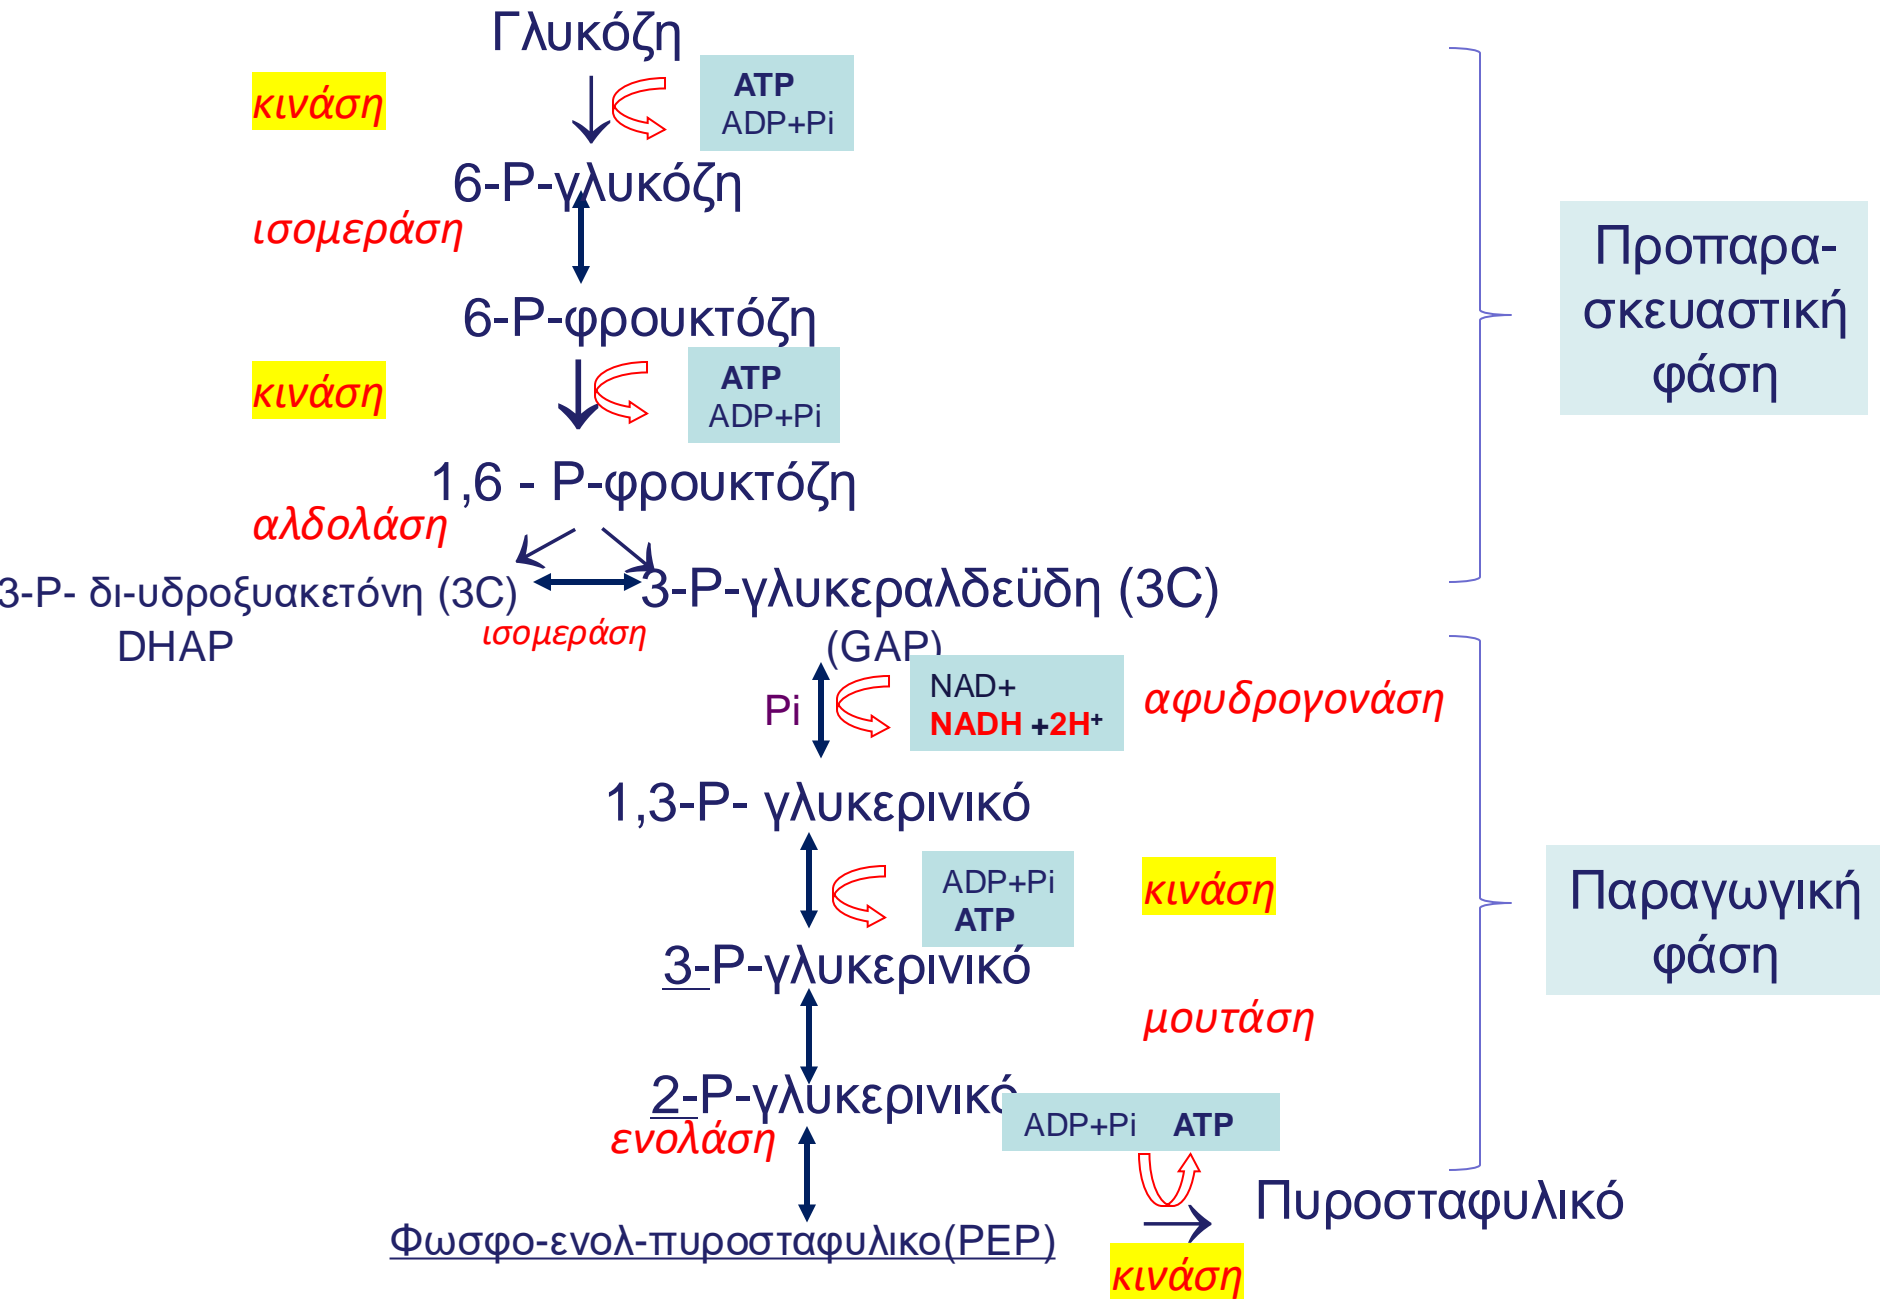 Γλυκόζη
κινάση
ATP
ADP+Pi
6-P-γλυκόζη
ισομεράση
6-P-φρουκτόζη
κινάση
ATP
ADP+Pi
1,6 - P-φρουκτόζη
αλδολάση
3-P- δι-υδροξυακετόνη (3C)
DHAP
ισομεράση
3-P-γλυκεραλδεϋδη (3C)
(GAP)
Προπαρα-
σκευαστική
φάση
Pi
NAD+
NADH +2H⁺
αφυδρογονάση
1,3-P- γλυκερινικό
ADP+Pi
ATP
κινάση
3-P-γλυκερινικό
μουτάση
2-P-γλυκερινικό
ενολάση
ADP+Pi ATP
Παραγωγική
φάση
Φωσφο-ενολ-πυροσταφυλικο(PEP)
Πυροσταφυλικό
κινάση